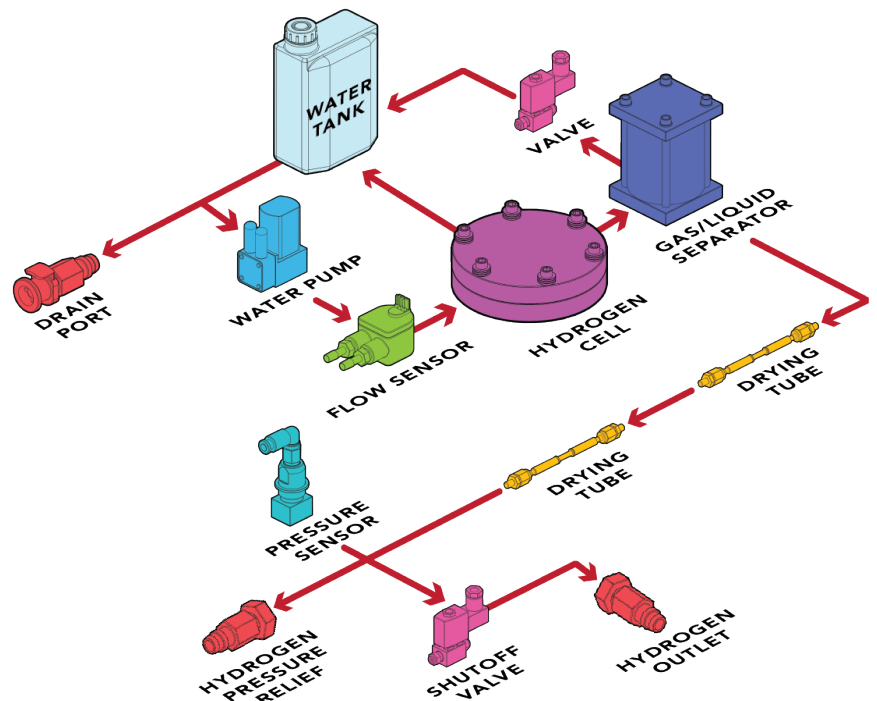 WATER
TANK
VALVE
GAS/LIQUID
SEPARATOR
DRAIN
PORT
WATER PUMP
FLOW SENSOR
HYDROGEN
CELL
DRYING
TUBE
DRYING
TUBE
PRESSURE
SENSOR
HYDROGEN
PRESSURE
RELIEF
SHUTOFF
VALVE
HYDROGEN
OUTLET